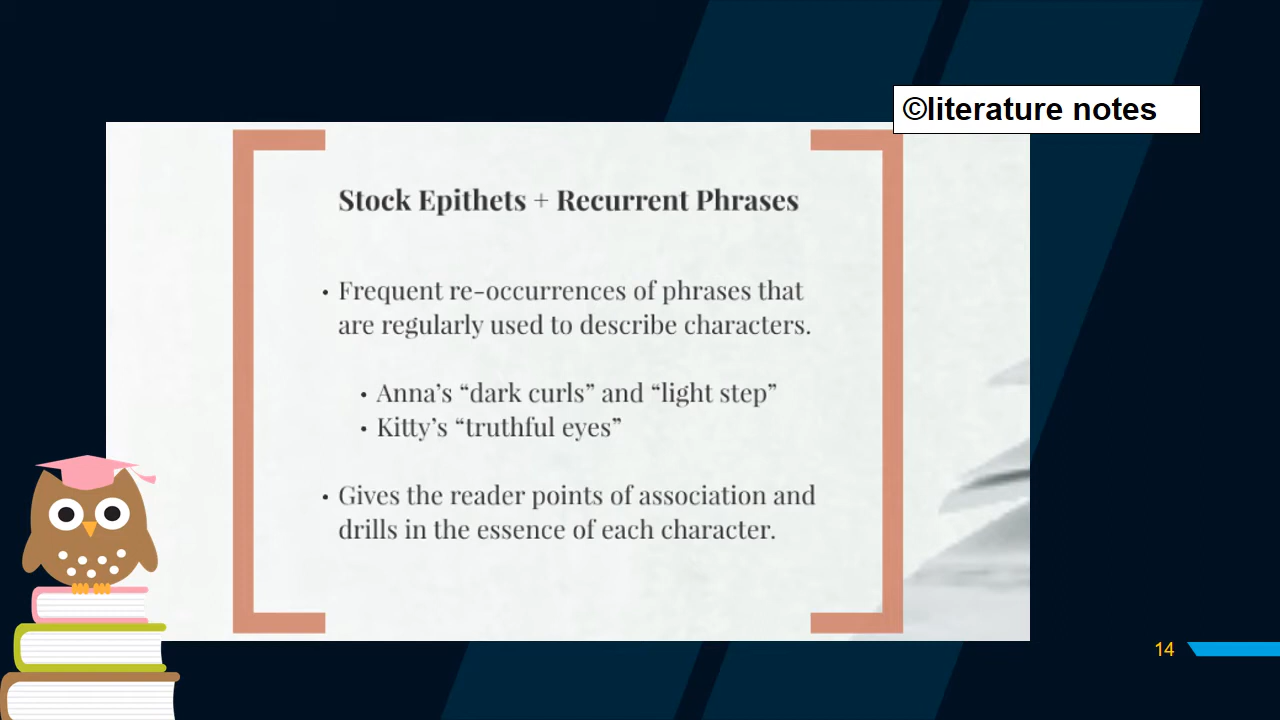 ©literature notes
Stock Epithets + Recurrent Phrases
• Frequent re-occurrences of phrases that
are regularly used to describe characters.
• Anna’s “dark curls” and “light step”
• Kitty’s “truthful eyes”
• Gives the reader points of association and
drills in the essence of each character.
14